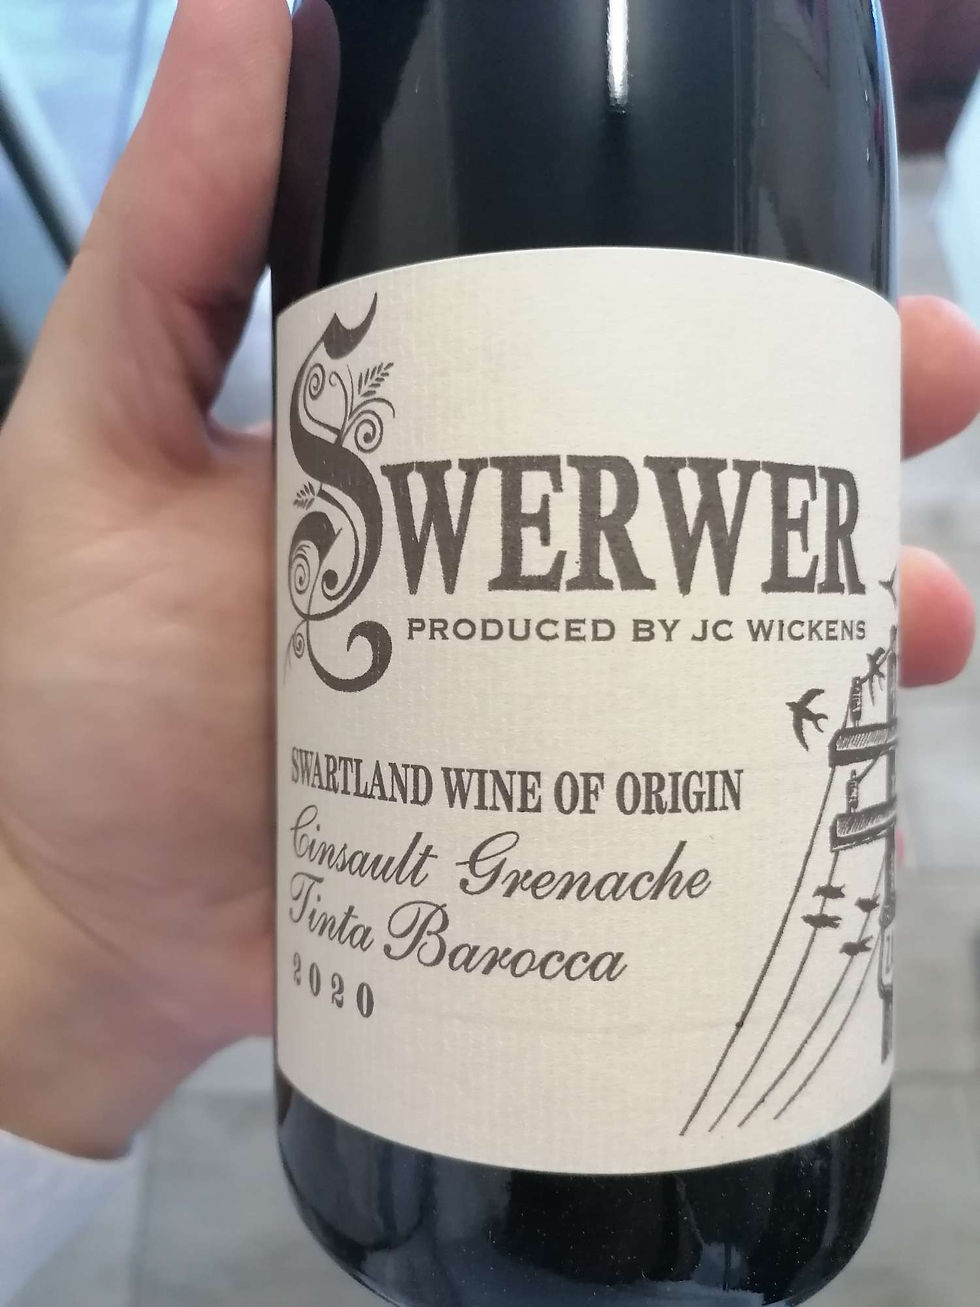 SWERWER
PRODUCED BY JC WICKENS
SWARTLAND WINE OF ORIGIN
Cinsault Grenache
Tinta Barocca
2020